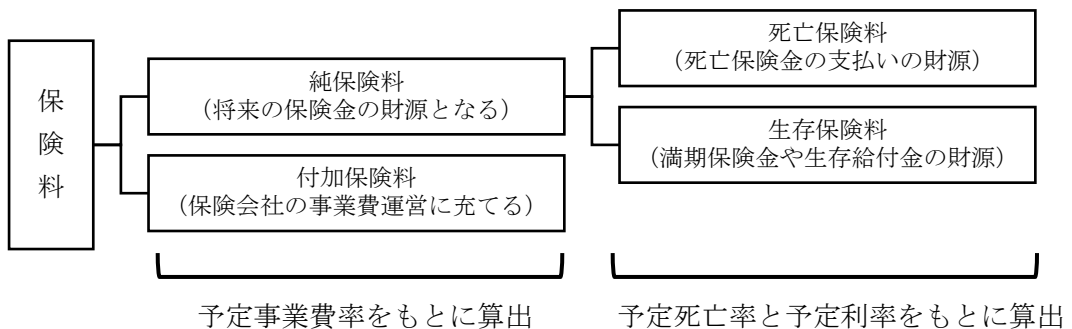 保険料
純保険料
(将来の保険金の財源となる)
付加保険料
(保険会社の事業費運営に充てる)
死亡保険料
(死亡保険金の支払いの財源)
生存保険料
(満期保険金や生存給付金の財源)
予定事業費率をもとに算出
予定死亡率と予定利率をもとに算出